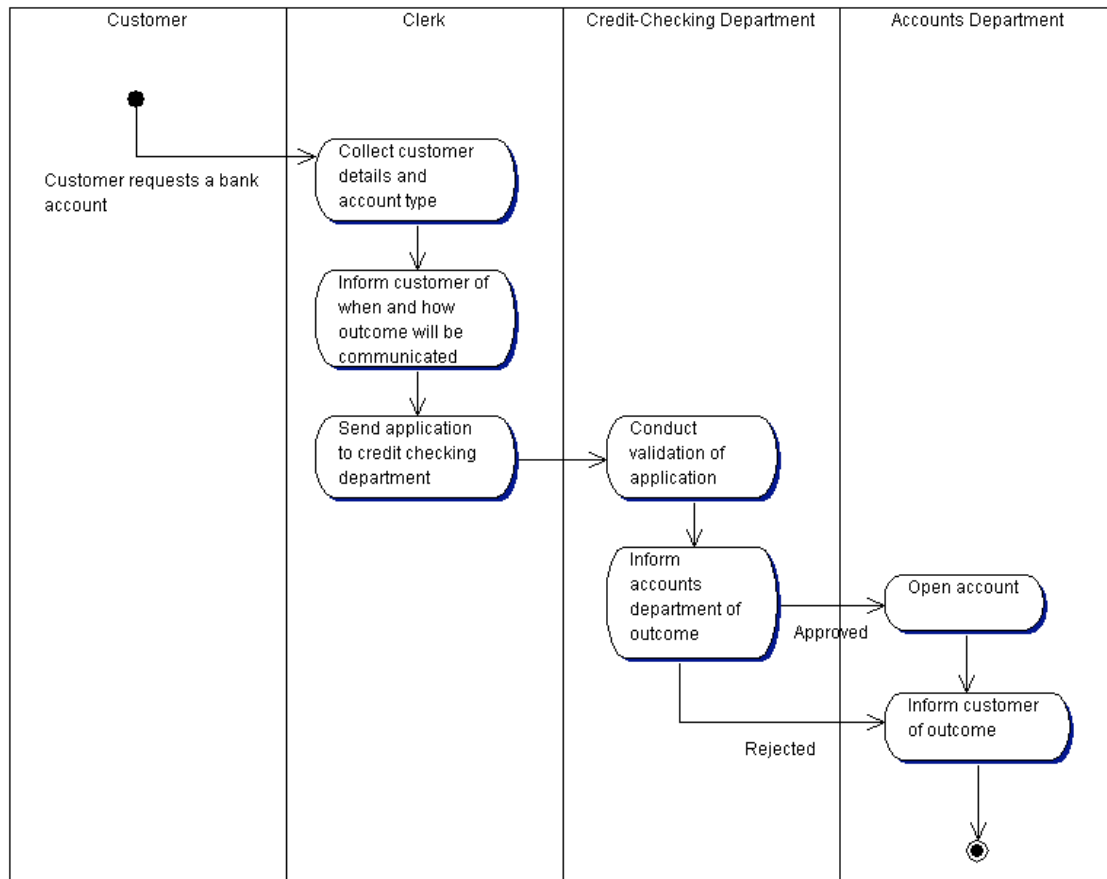 Customer
Clerk
Credit-Checking Department
Accounts Department
Customer requests a bank
account
Collect customer
details and
account type
Inform customer of
when and how
outcome will be
communicated
Send application
to credit checking
department
Conduct
validation of
application
Inform
accounts
department of
outcome
Approved
Open account
Rejected
Inform customer
of outcome